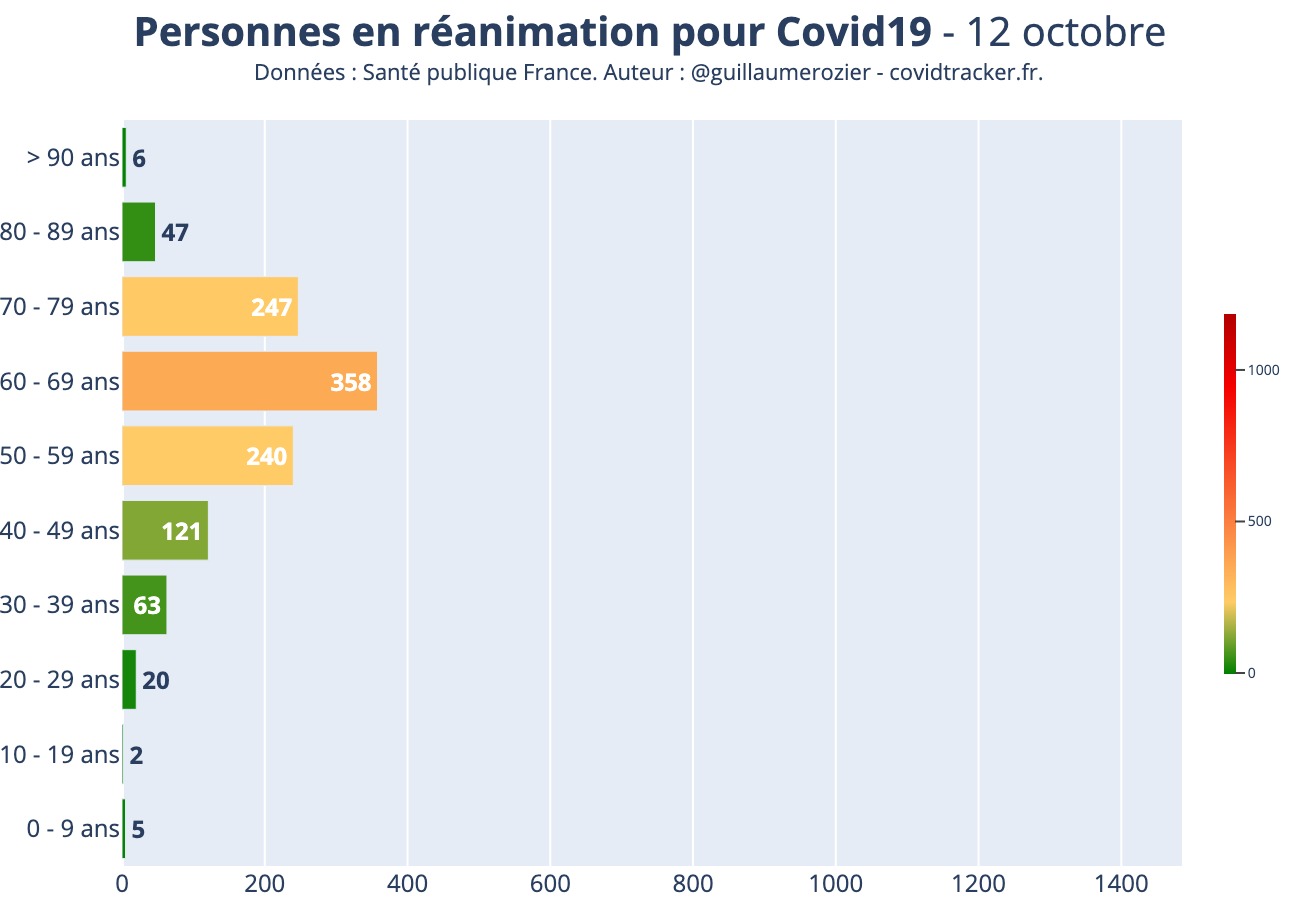 Personnes en réanimation pour Covid19 - 12 octobre
Données : Santé publique France. Auteur : @guillaumerozier - covidtracker.fr.
> 90 ans 6
80 - 89 ans 47
70 - 79 ans 247
60 - 69 ans 358
50 - 59 ans 240
40 - 49 ans 121
30 - 39 ans 63
20 - 29 ans 20
10 - 19 ans 2
0 - 9 ans 5
0 200 400 600 800 1000 1200 1400
1000
500
0